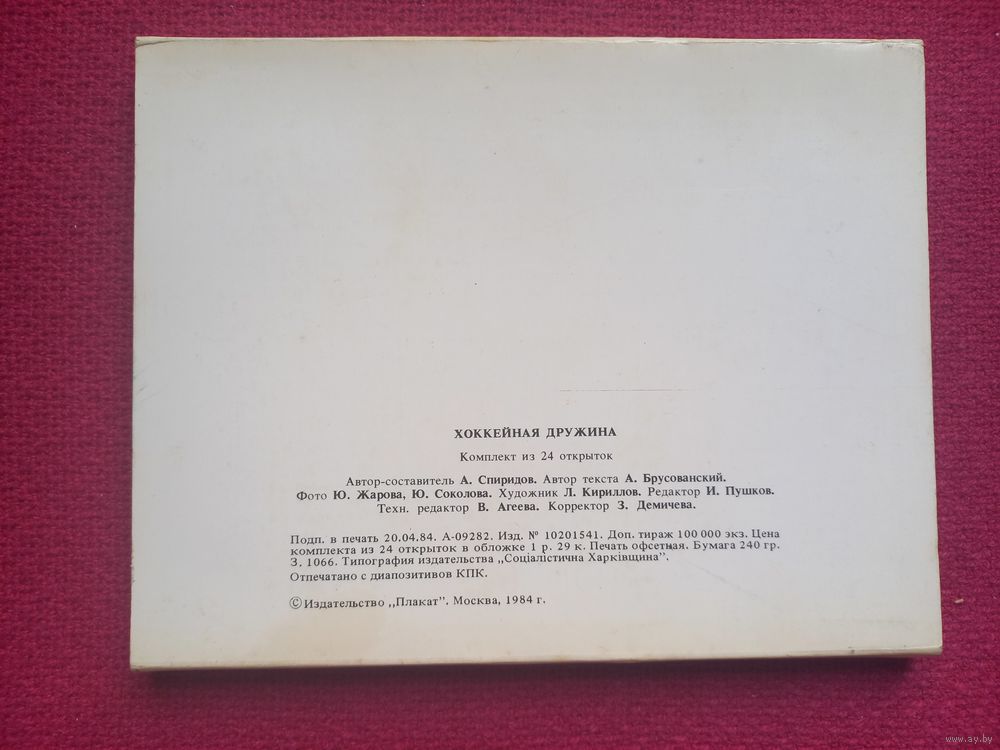 ХОККЕЙНАЯ ДРУЖИНА
Комплект из 24 открыток
Автор-составитель А. Спиридов. Автор текста А. Брусованский.
Фото Ю. Жарова, Ю. Соколова. Художник Л. Кириллов. Редактор И. Пушков.
Техн. редактор В. Агеева. Корректор З. Демичева.
Подп. в печать 20.04.84. А-09282. Изд. № 10201541. Доп. тираж 100 000 экз. Цена
комплекта из 24 открыток в обложке 1 р. 29 к. Печать офсетная. Бумага 240 гр.
З. 1066. Типография издательства „Соціалістична Харківщина”.
Отпечатано с диапозитивов КПК.
© Издательство „Плакат”. Москва, 1984 г.
www.ay.by